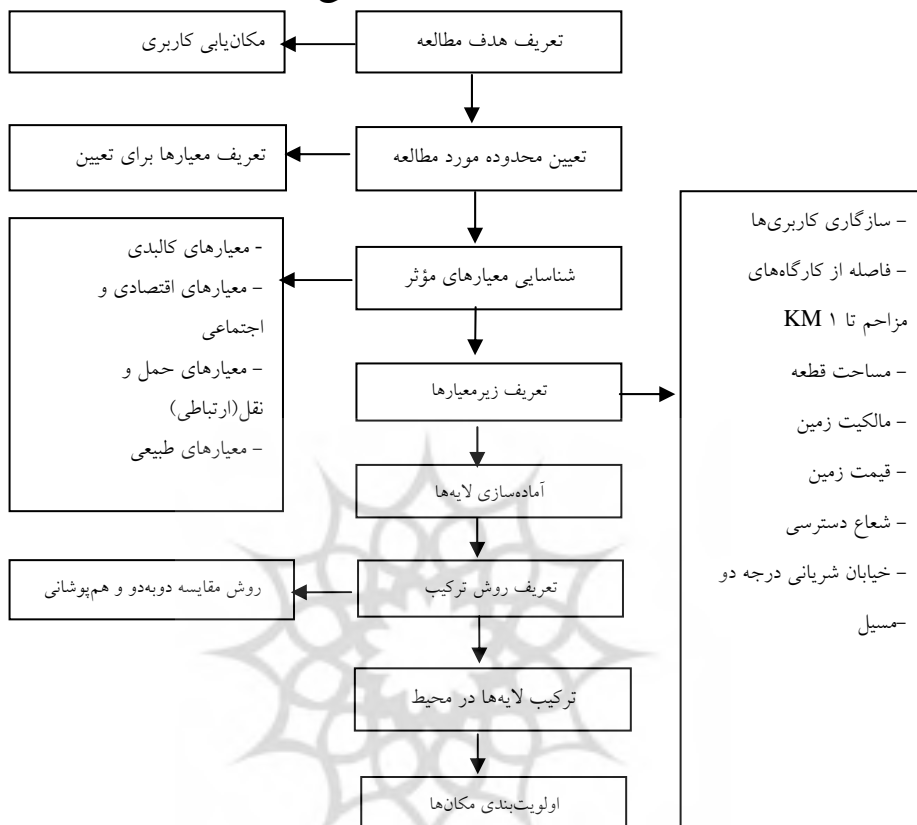 تعریف هدف مطالعه
مکان‌یابی کاربری
تعیین محدوده مورد مطالعه
تعریف معیارها برای تعیین
شناسایی معیارهای مؤثر
- معیارهای کالبدی
- معیارهای اقتصادی و
اجتماعی
- معیارهای حمل و
نقل(ارتباطی)
- معیارهای طبیعی
تعریف زیرمعیارها
- سازگاری کاربری‌ها
- فاصله از کارگاه‌های
مزاحم تا ۱ KM
- مساحت قطعه
- مالکیت زمین
- قیمت زمین
- شعاع دسترسی
- خیابان شریانی درجه دو
-مسیل
آماده‌سازی لایه‌ها
تعریف روش ترکیب
روش مقایسه دوبه‌دو و هم‌پوشانی
ترکیب لایه‌ها در محیط
اولویت‌بندی مکان‌ها